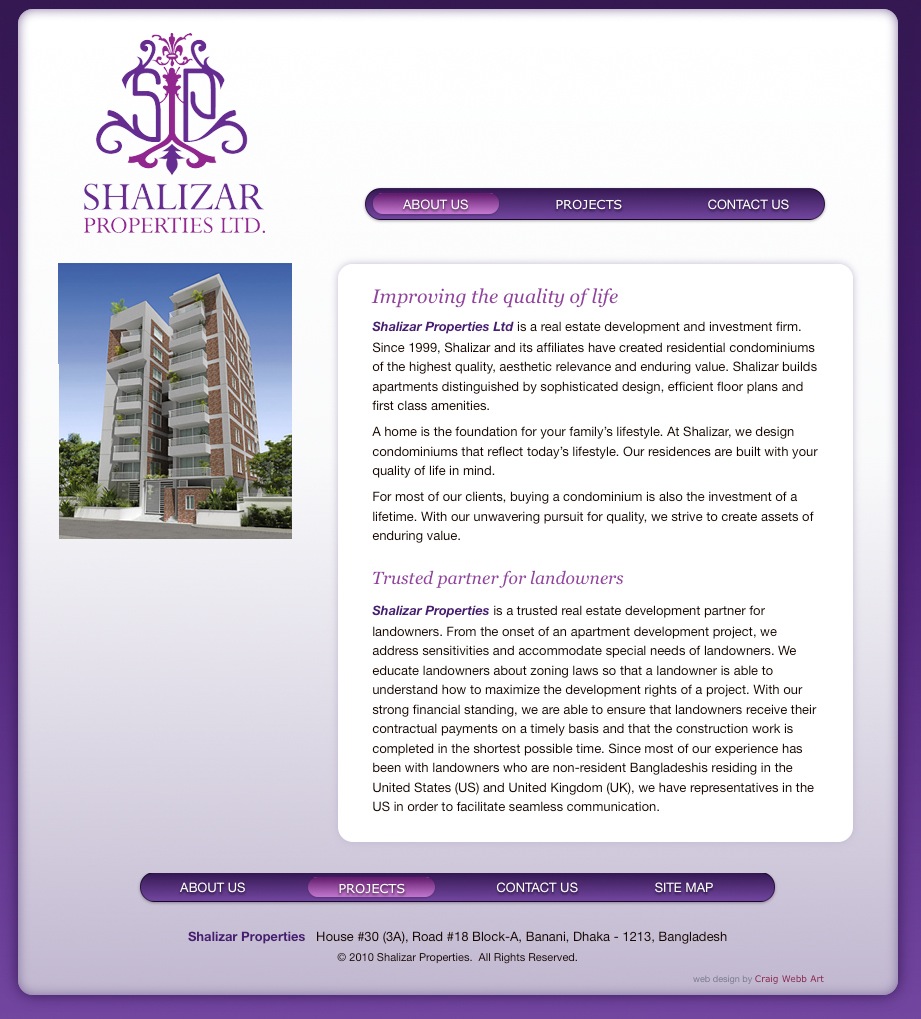 SP
SHALIZAR
PROPERTIES LTD.
ABOUT US PROJECTS CONTACT US
Improving the quality of life
Shalizar Properties Ltd is a real estate development and investment firm.
Since 1999, Shalizar and its affiliates have created residential condominiums
of the highest quality, aesthetic relevance and enduring value. Shalizar builds
apartments distinguished by sophisticated design, efficient floor plans and
first class amenities.
A home is the foundation for your family’s lifestyle. At Shalizar, we design
condominiums that reflect today’s lifestyle. Our residences are built with your
quality of life in mind.
For most of our clients, buying a condominium is also the investment of a
lifetime. With our unwavering pursuit for quality, we strive to create assets of
enduring value.
Trusted partner for landowners
Shalizar Properties is a trusted real estate development partner for
landowners. From the onset of an apartment development project, we
address sensitivities and accommodate special needs of landowners. We
educate landowners about zoning laws so that a landowner is able to
understand how to maximize the development rights of a project. With our
strong financial standing, we are able to ensure that landowners receive their
contractual payments on a timely basis and that the construction work is
completed in the shortest possible time. Since most of our experience has
been with landowners who are non-resident Bangladeshis residing in the
United States (US) and United Kingdom (UK), we have representatives in the
US in order to facilitate seamless communication.
ABOUT US PROJECTS CONTACT US SITE MAP
Shalizar Properties House #30 (3A), Road #18 Block-A, Banani, Dhaka - 1213, Bangladesh
© 2010 Shalizar Properties. All Rights Reserved.
web design by Craig Webb Art